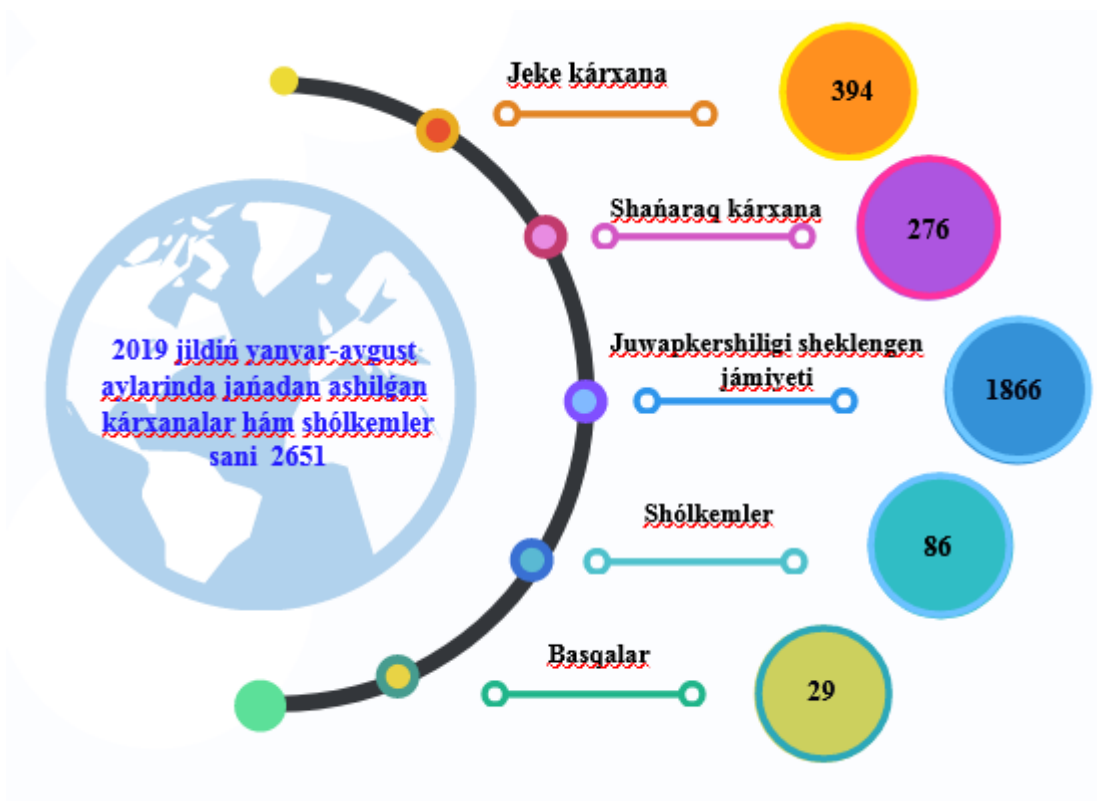 Jeke kárxana
394
Shańaraq kárxana
276
Juwapkershiligi sheklengen
jámiyeti
1866
Shólkemler
86
Basqalar
29
2019 jildiń yanvar-avgust
aylarinda jańadan ashilǵan
kárxanalar hám shólkemler
sani 2651